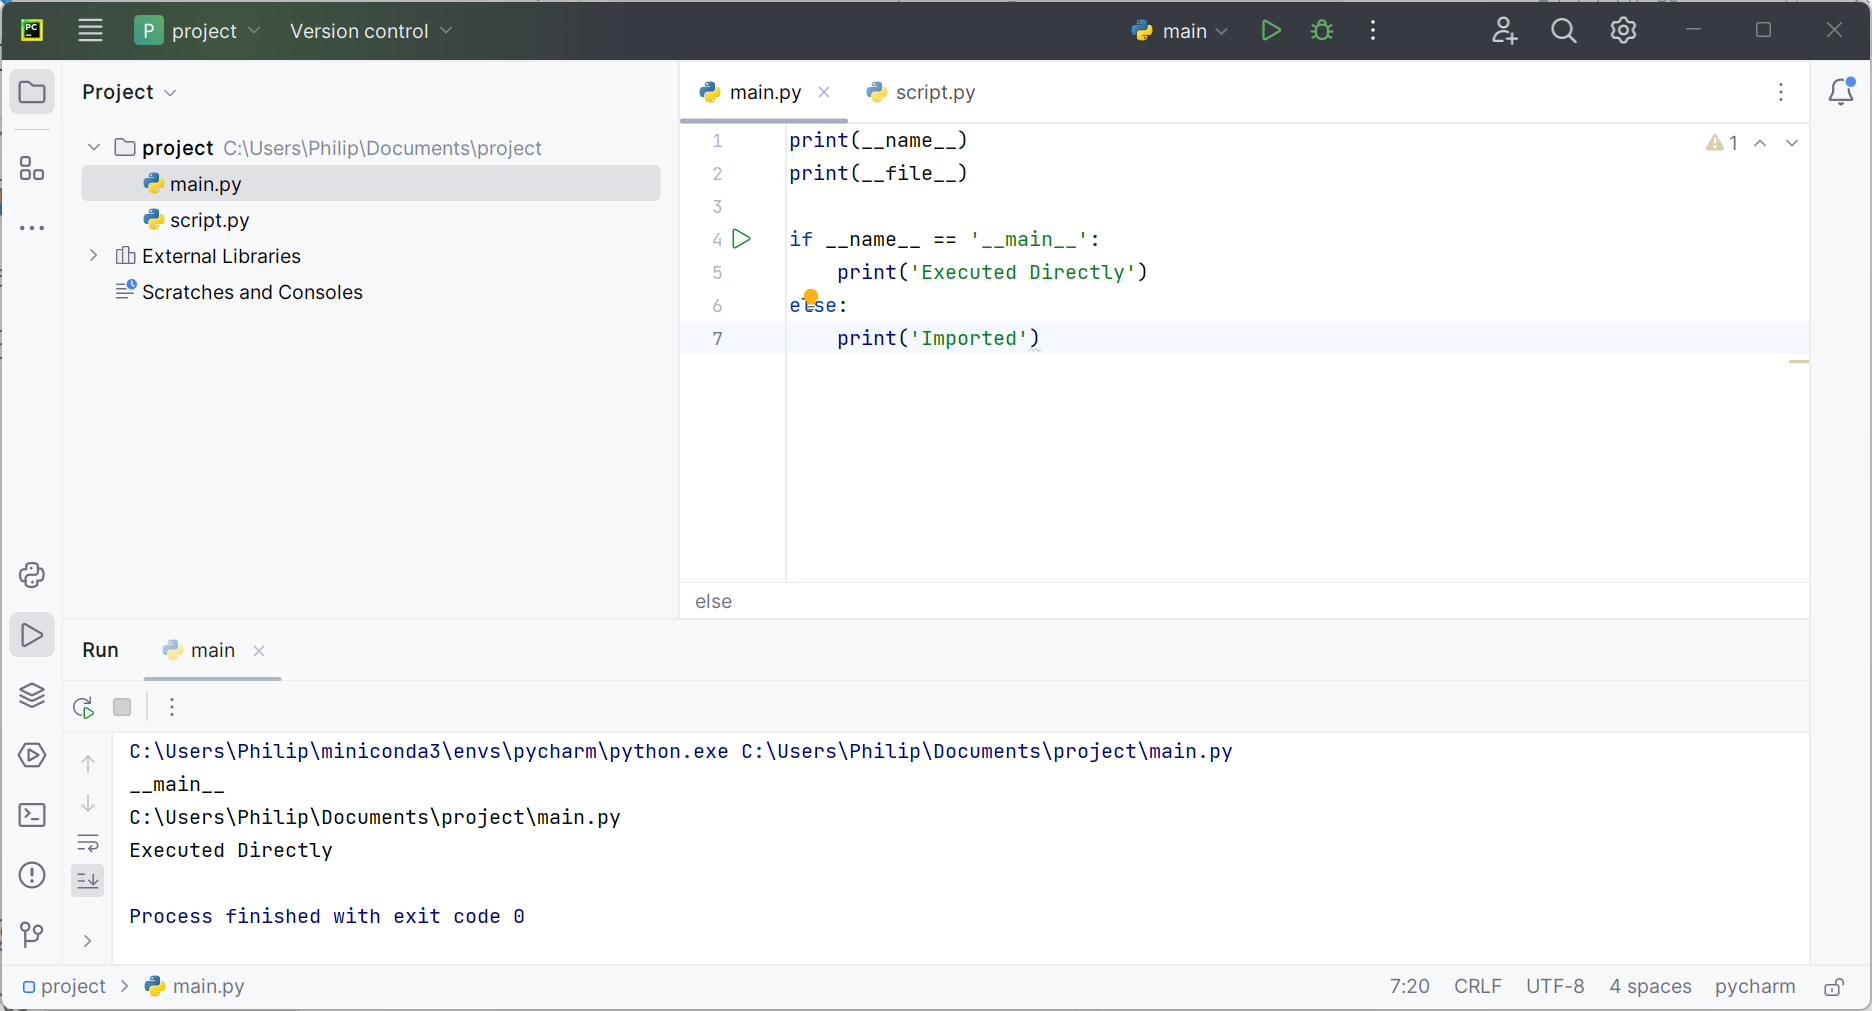 PC
P project Version control main
Project
main.py script.py
project C:\Users\Philip\Documents\project
main.py
script.py
External Libraries
Scratches and Consoles
1 print(__name__)
2 print(__file__)
3
4 if __name__ == '__main__':
5 print('Executed Directly')
6 else:
7 print('Imported')
1
else
Run main
C:\Users\Philip\miniconda3\envs\pycharm\python.exe C:\Users\Philip\Documents\project\main.py
__main__
C:\Users\Philip\Documents\project\main.py
Executed Directly
Process finished with exit code 0
project main.py 7:20 CRLF UTF-8 4 spaces pycharm